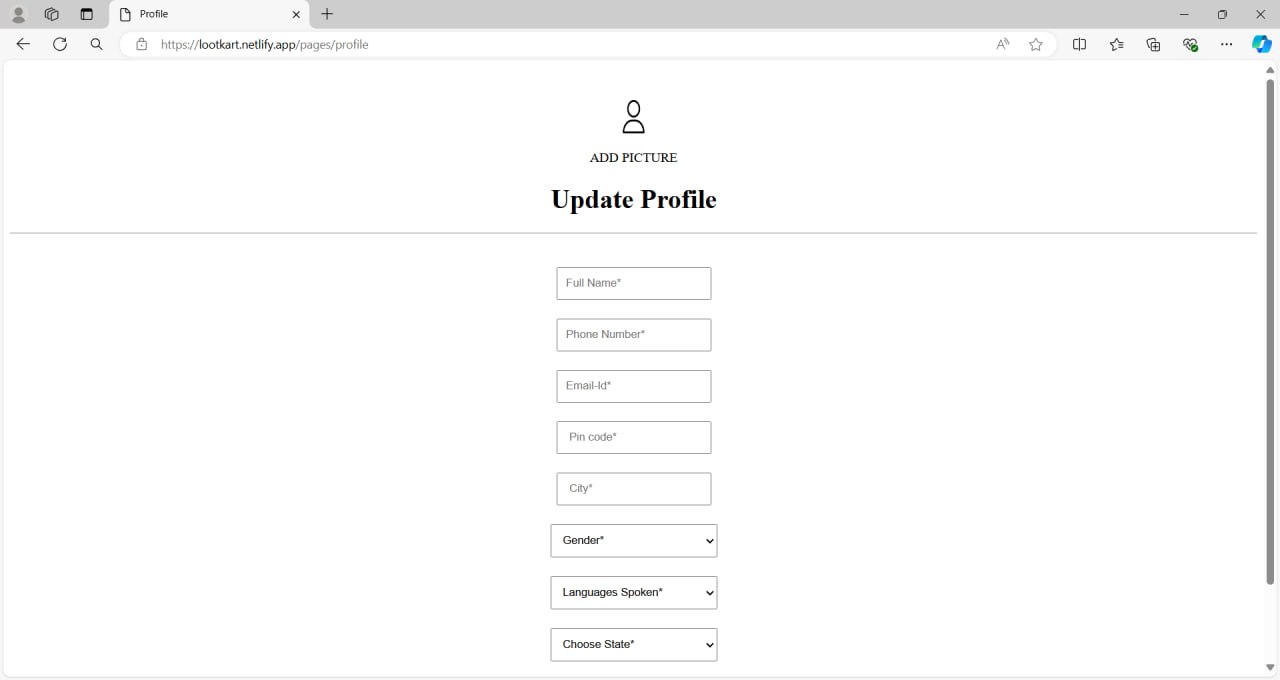 Profile
https://lootkart.netlify.app/pages/profile
ADD PICTURE
Update Profile
Full Name*
Phone Number*
Email-Id*
Pin code*
City*
Gender*
Languages Spoken*
Choose State*